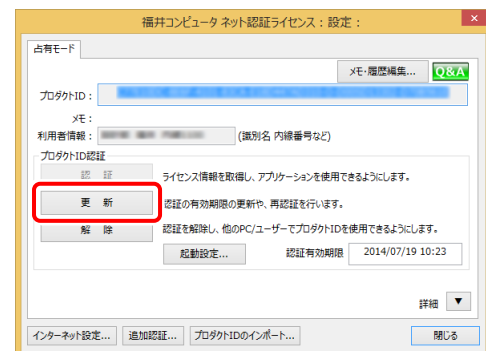 福井コンピュータ ネット認証ライセンス：設定：
占有モード
メモ・履歴編集... Q&A
プロダクトID：
メモ：
利用者情報： (識別名 内線番号など)
プロダクトID認証
認 証 ライセンス情報を取得し、アプリケーションを使用できるようにします。
更 新 認証の有効期限の更新や、再認証を行います。
解 除 認証を解除し、他のPC/ユーザーでプロダクトIDを使用できるようにします。
起動設定... 認証有効期限 2014/07/19 10:23
詳細 ▼
インターネット設定... 追加認証... プロダクトIDのインポート... 閉じる